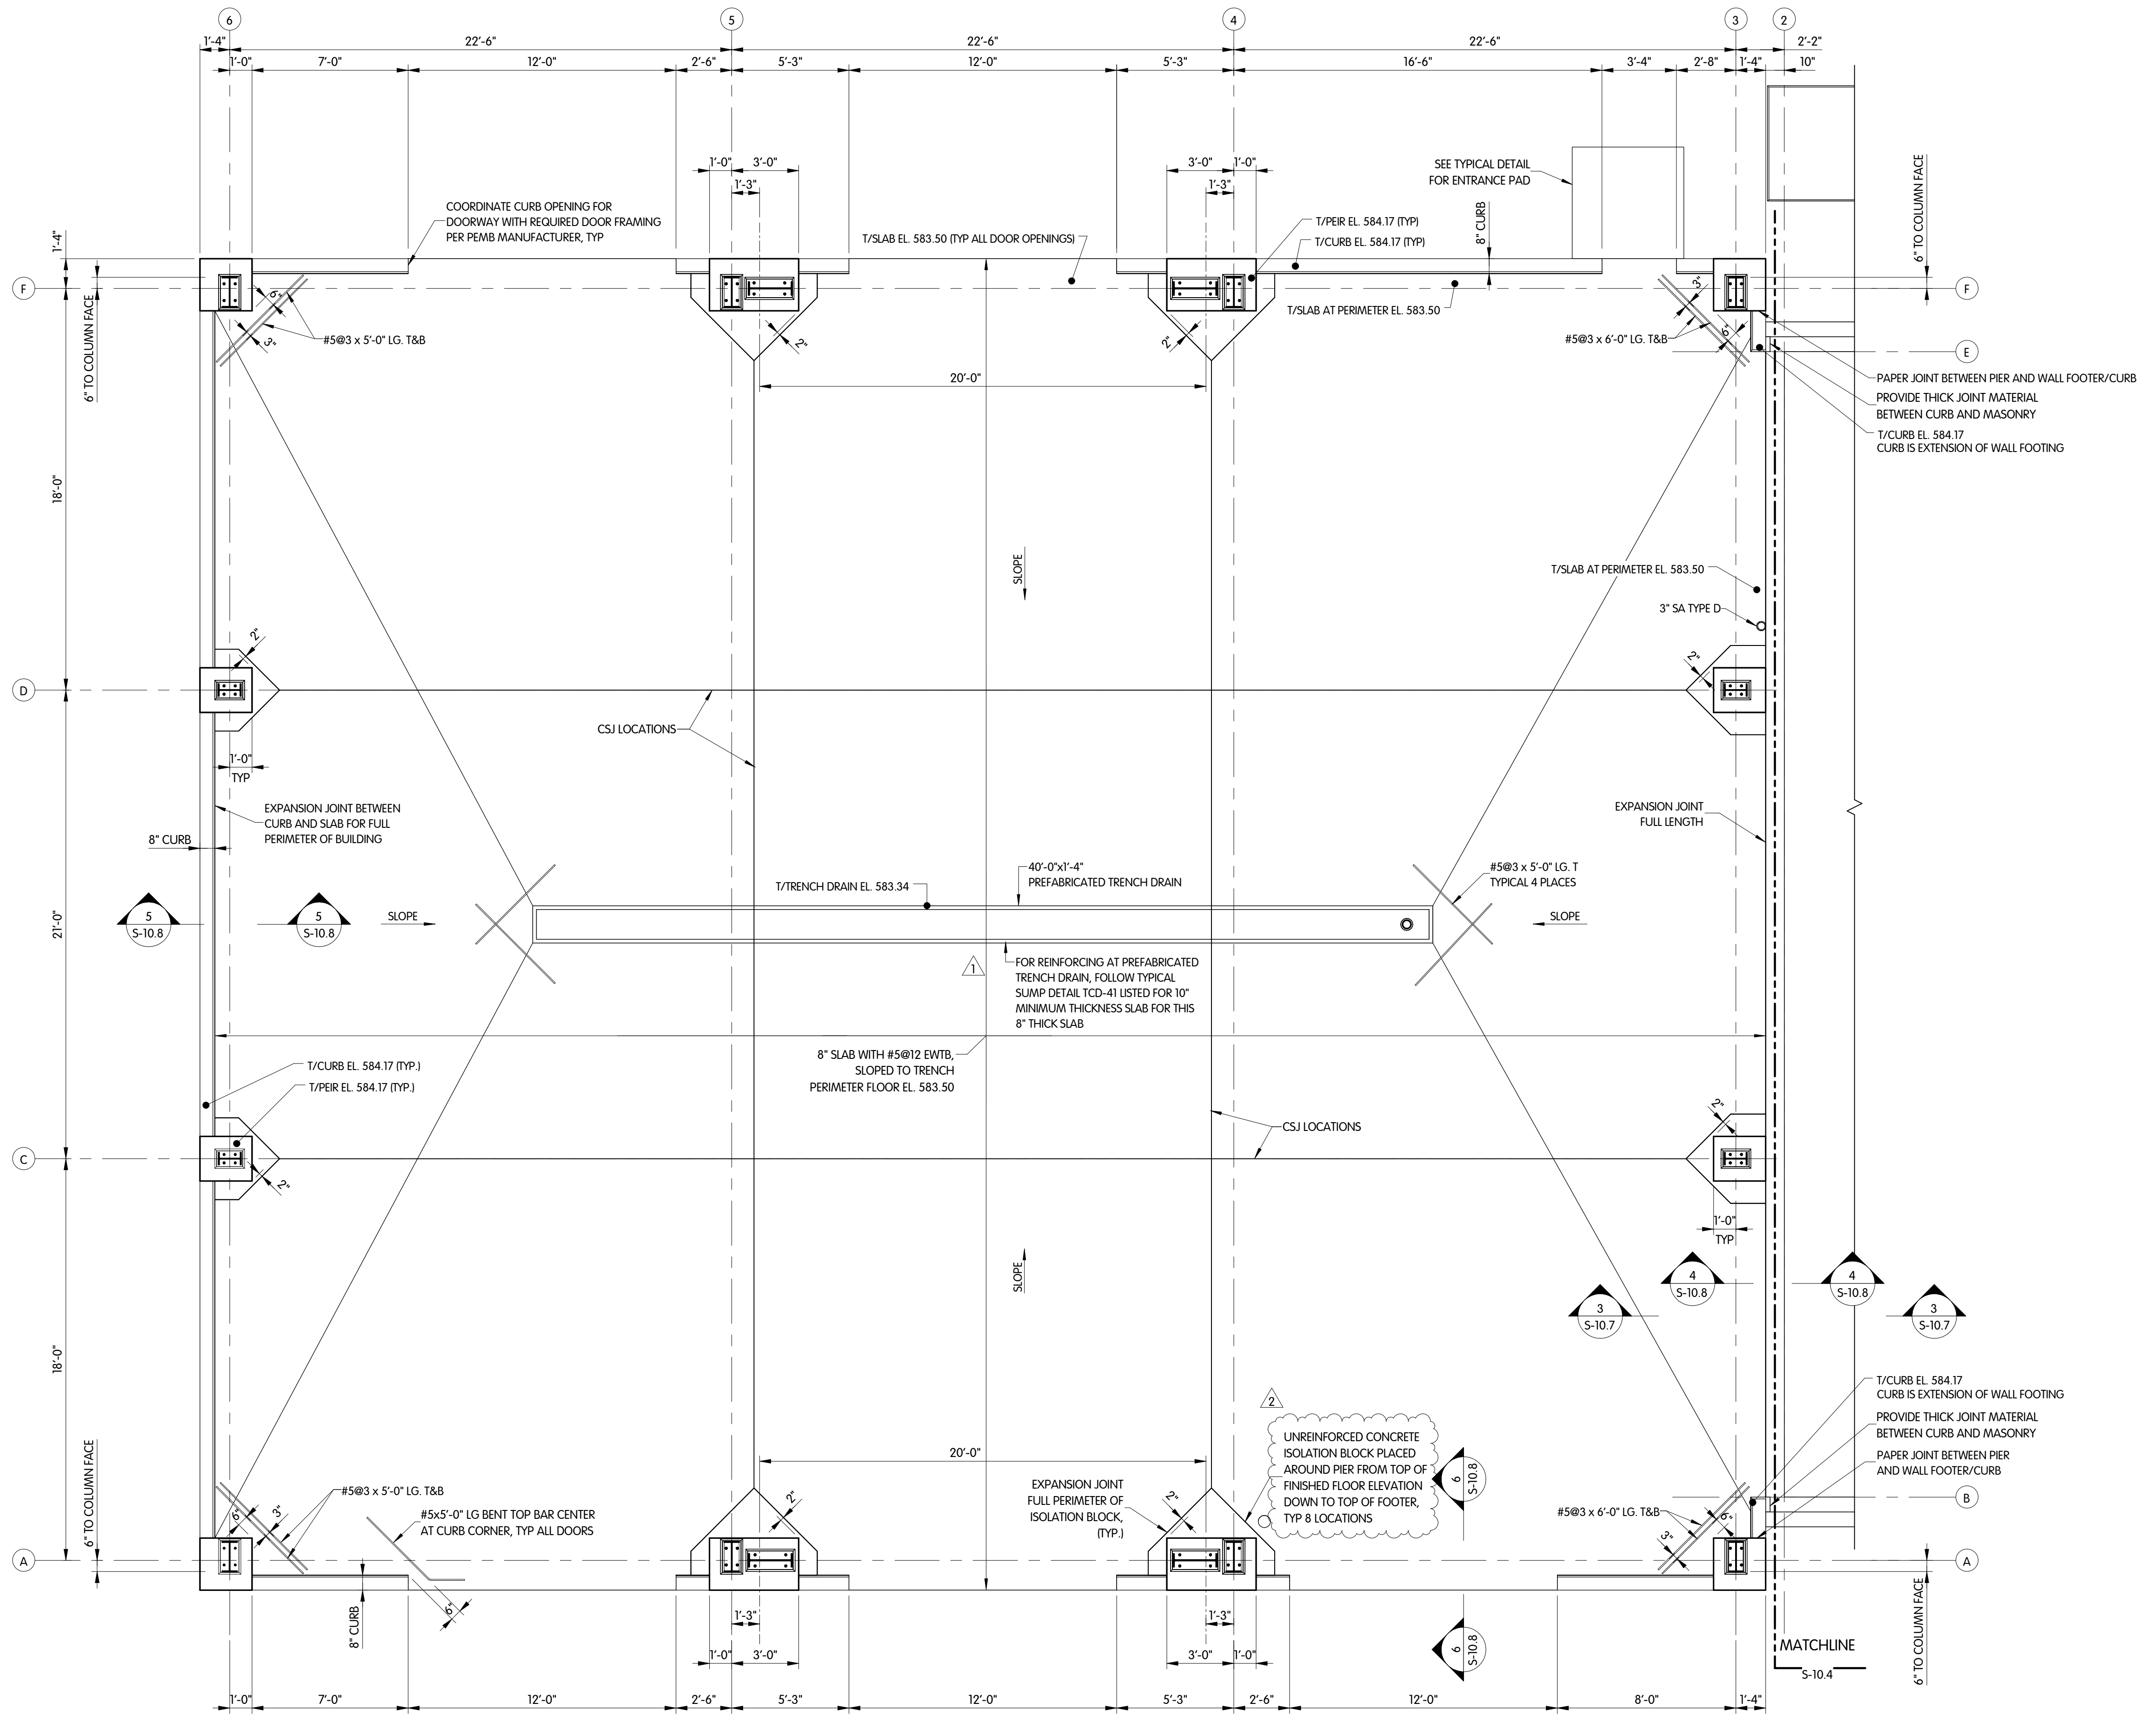 6
5
4
3
2
1'-4"
22'-6"
22'-6"
22'-6"
2'-2"
1'-0"
7'-0"
12'-0"
2'-6"
5'-3"
12'-0"
5'-3"
16'-6"
3'-4"
2'-8"
1'-4"
10"
1'-0"
3'-0"
1'-3"
3'-0"
1'-0"
1'-3"
SEE TYPICAL DETAIL
FOR ENTRANCE PAD
6" TO COLUMN FACE
COORDINATE CURB OPENING FOR
DOORWAY WITH REQUIRED DOOR FRAMING
PER PEMB MANUFACTURER, TYP
T/SLAB EL. 583.50 (TYP ALL DOOR OPENINGS)
T/PEIR EL. 584.17 (TYP)
T/CURB EL. 584.17 (TYP)
8" CURB
1'-4"
F
F
6" TO COLUMN FACE
6"
3"
#5@3 x 5'-0" LG. T&B
2"
2"
T/SLAB AT PERIMETER EL. 583.50
3"
6"
#5@3 x 6'-0" LG. T&B
E
20'-0"
PAPER JOINT BETWEEN PIER AND WALL FOOTER/CURB
PROVIDE THICK JOINT MATERIAL
BETWEEN CURB AND MASONRY
T/CURB EL. 584.17
CURB IS EXTENSION OF WALL FOOTING
18'-0"
SLOPE
T/SLAB AT PERIMETER EL. 583.50
3" SA TYPE D
2"
2"
D
CSJ LOCATIONS
1'-0"
TYP
EXPANSION JOINT BETWEEN
CURB AND SLAB FOR FULL
PERIMETER OF BUILDING
8" CURB
EXPANSION JOINT
FULL LENGTH
T/TRENCH DRAIN EL. 583.34
40'-0"x1'-4"
PREFABRICATED TRENCH DRAIN
#5@3 x 5'-0" LG. T
TYPICAL 4 PLACES
5
S-10.8
5
S-10.8
SLOPE
SLOPE
21'-0"
1
FOR REINFORCING AT PREFABRICATED
TRENCH DRAIN, FOLLOW TYPICAL
SUMP DETAIL TCD-41 LISTED FOR 10"
MINIMUM THICKNESS SLAB FOR THIS
8" THICK SLAB
8" SLAB WITH #5@12 EWTB,
SLOPED TO TRENCH
PERIMETER FLOOR EL. 583.50
T/CURB EL. 584.17 (TYP.)
T/PEIR EL. 584.17 (TYP.)
2"
CSJ LOCATIONS
C
2"
1'-0"
TYP
SLOPE
4
S-10.8
4
S-10.8
3
S-10.7
3
S-10.7
18'-0"
T/CURB EL. 584.17
CURB IS EXTENSION OF WALL FOOTING
PROVIDE THICK JOINT MATERIAL
BETWEEN CURB AND MASONRY
PAPER JOINT BETWEEN PIER
AND WALL FOOTER/CURB
2
UNREINFORCED CONCRETE
ISOLATION BLOCK PLACED
AROUND PIER FROM TOP OF
FINISHED FLOOR ELEVATION
DOWN TO TOP OF FOOTER,
TYP 8 LOCATIONS
6
S-10.8
20'-0"
EXPANSION JOINT
FULL PERIMETER OF
ISOLATION BLOCK,
(TYP.)
2"
2"
6" TO COLUMN FACE
#5@3 x 5'-0" LG. T&B
6"
3"
#5x5'-0" LG BENT TOP BAR CENTER
AT CURB CORNER, TYP ALL DOORS
#5@3 x 6'-0" LG. T&B
6"
3"
B
A
A
8" CURB
6"
1'-3"
1'-3"
1'-0"
3'-0"
3'-0"
1'-0"
6
S-10.8
MATCHLINE
S-10.4
6" TO COLUMN FACE
1'-0"
7'-0"
12'-0"
2'-6"
5'-3"
12'-0"
5'-3"
2'-6"
12'-0"
8'-0"
1'-4"